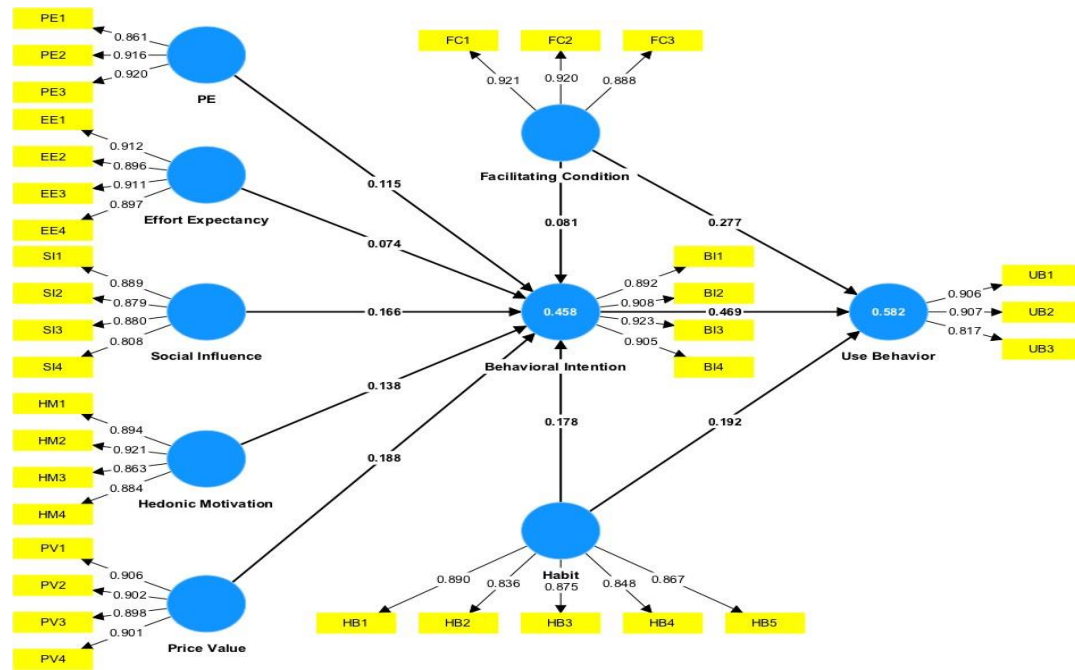 PE1
0.861
PE2
0.916
PE3
0.920
PE
EE1
0.912
EE2
0.896
EE3
0.911
EE4
0.897
Effort Expectancy
SI1
0.889
SI2
0.879
SI3
0.880
SI4
0.808
Social Influence
HM1
0.894
HM2
0.921
HM3
0.863
HM4
0.884
Hedonic Motivation
PV1
0.906
PV2
0.902
PV3
0.898
PV4
0.901
Price Value
0.115
0.074
0.166
0.138
0.188
FC1
FC2
FC3
0.921
0.920
0.888
Facilitating Condition
0.081
0.277
0.458
Behavioral Intention
BI1
0.892
BI2
0.908
0.469
BI3
0.923
BI4
0.905
0.178
0.192
Habit
0.890
0.836
0.875
0.848
0.867
HB1
HB2
HB3
HB4
HB5
0.582
Use Behavior
UB1
0.906
UB2
0.907
UB3
0.817